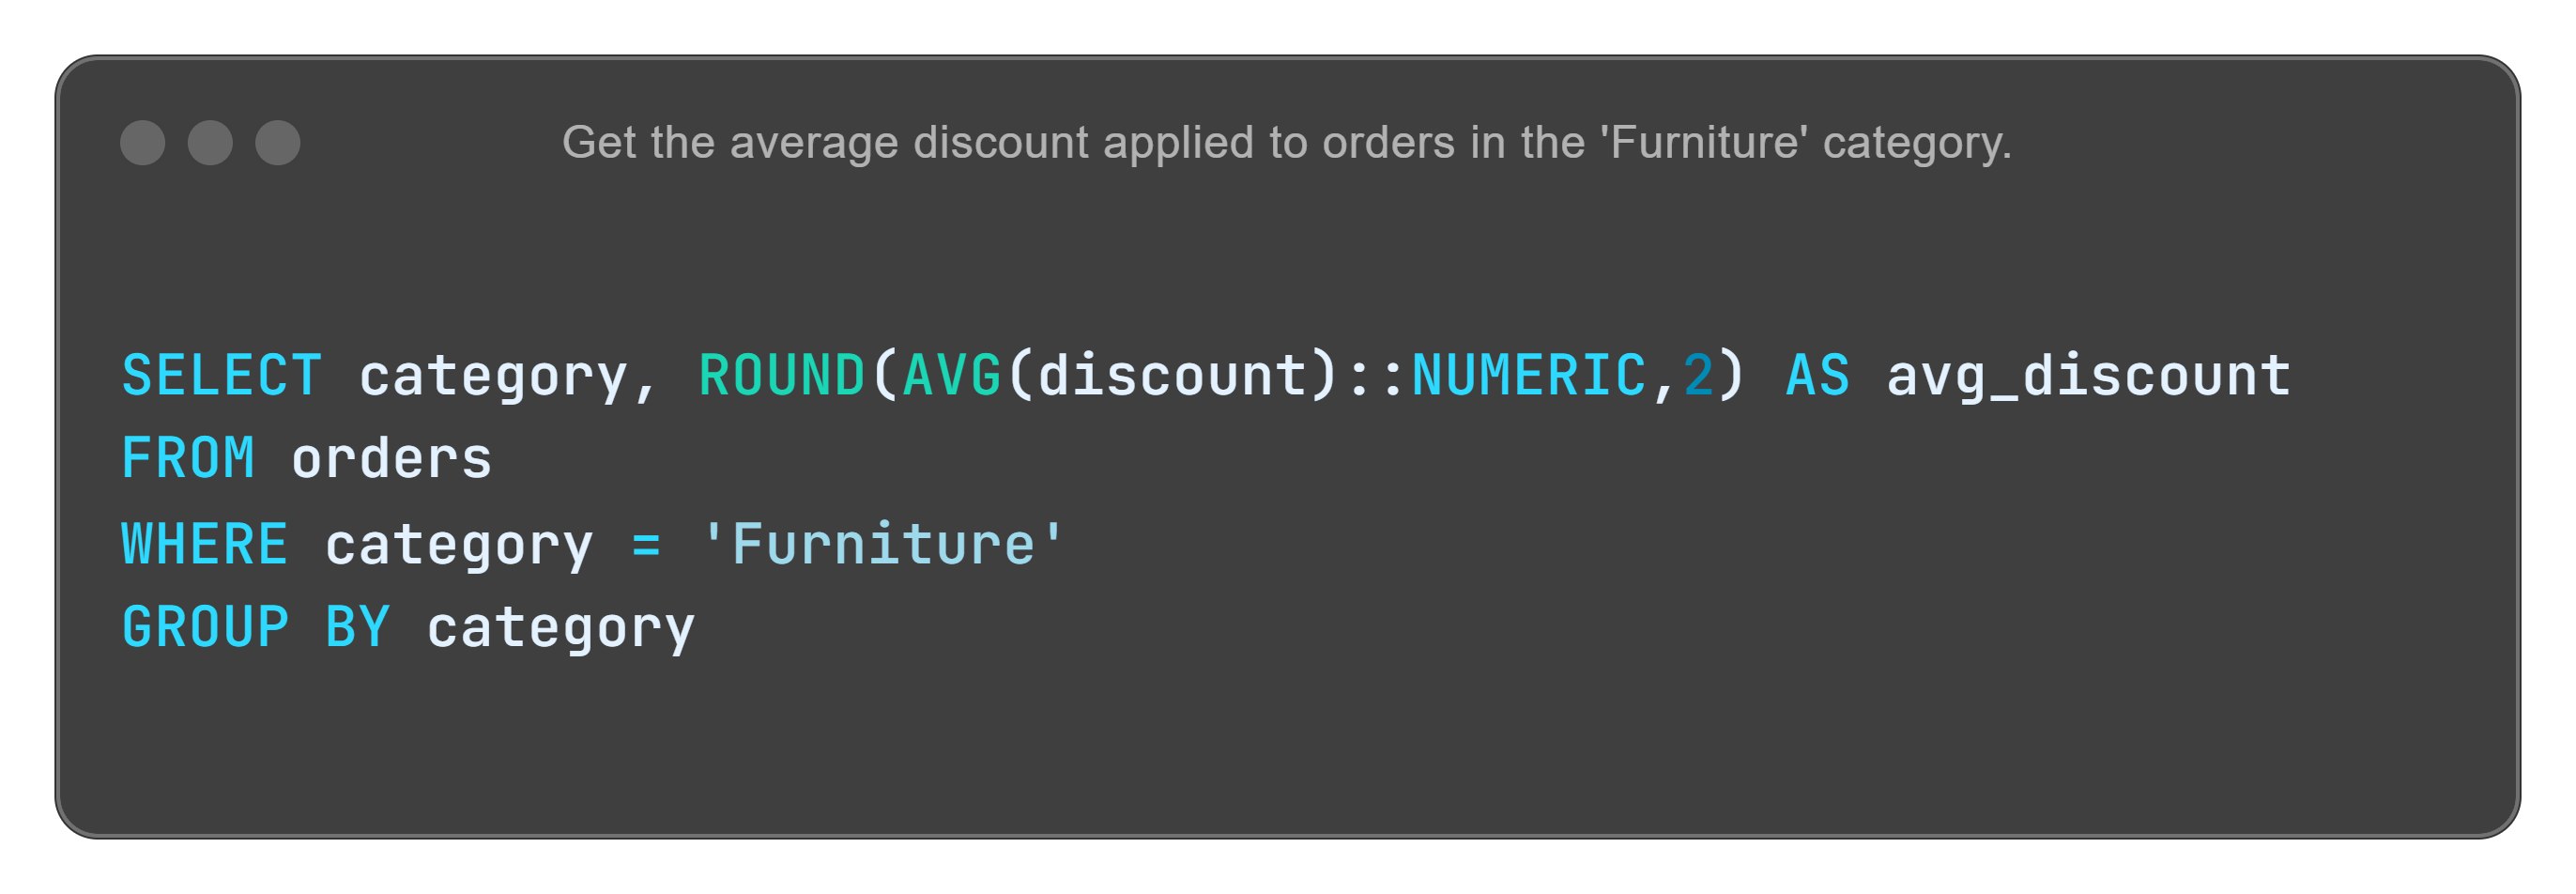 Get the average discount applied to orders in the 'Furniture' category.
SELECT category, ROUND(AVG(discount)::NUMERIC,2) AS avg_discount
FROM orders
WHERE category = 'Furniture'
GROUP BY category